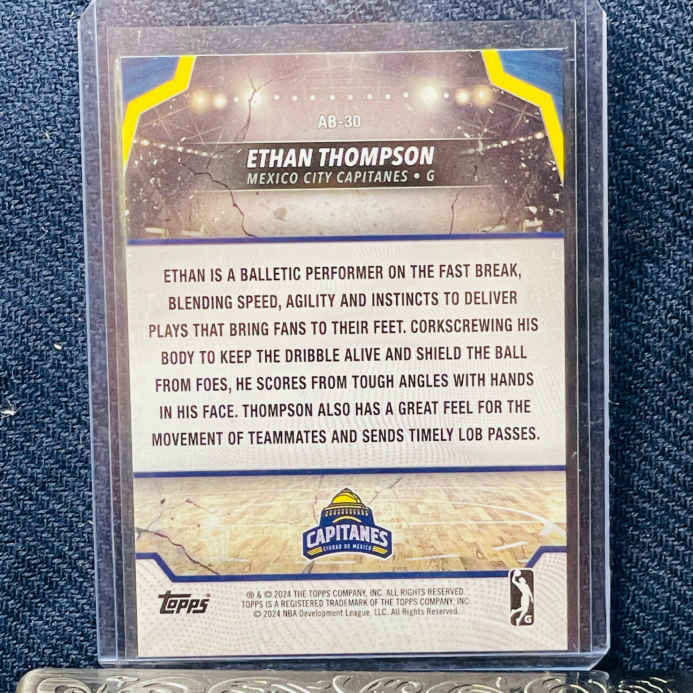 AB-30
ETHAN THOMPSON
MEXICO CITY CAPITANES • G
ETHAN IS A BALLETIC PERFORMER ON THE FAST BREAK,
BLENDING SPEED, AGILITY AND INSTINCTS TO DELIVER
PLAYS THAT BRING FANS TO THEIR FEET. CORKSCREWING HIS
BODY TO KEEP THE DRIBBLE ALIVE AND SHIELD THE BALL
FROM FOES, HE SCORES FROM TOUGH ANGLES WITH HANDS
IN HIS FACE. THOMPSON ALSO HAS A GREAT FEEL FOR THE
MOVEMENT OF TEAMMATES AND SENDS TIMELY LOB PASSES.
CAPITANES
CIUDAD DE MÉXICO
Topps
® & © 2024 THE TOPPS COMPANY, INC. ALL RIGHTS RESERVED.
TOPPS IS A REGISTERED TRADEMARK OF THE TOPPS COMPANY, INC.
© 2024 NBA Development League, LLC. All Rights Reserved.
G